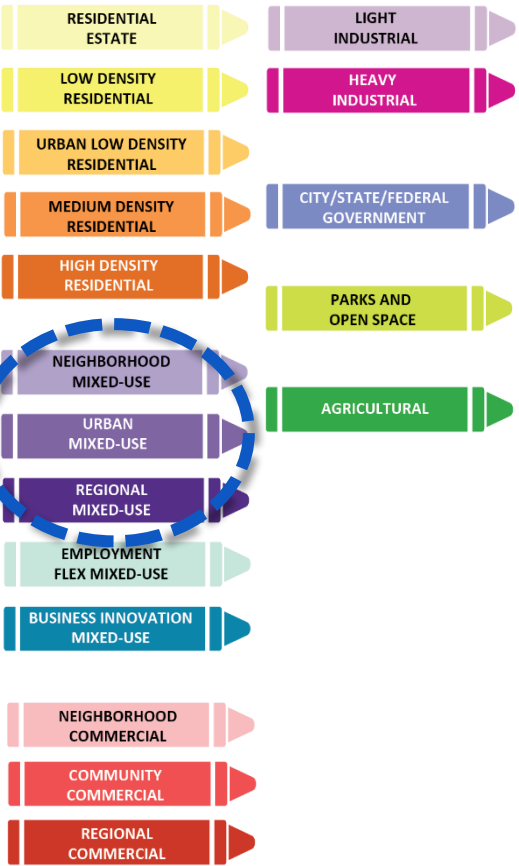 RESIDENTIAL
ESTATE
LOW DENSITY
RESIDENTIAL
URBAN LOW DENSITY
RESIDENTIAL
MEDIUM DENSITY
RESIDENTIAL
HIGH DENSITY
RESIDENTIAL
NEIGHBORHOOD
MIXED-USE
URBAN
MIXED-USE
REGIONAL
MIXED-USE
EMPLOYMENT
FLEX MIXED-USE
BUSINESS INNOVATION
MIXED-USE
NEIGHBORHOOD
COMMERCIAL
COMMUNITY
COMMERCIAL
REGIONAL
COMMERCIAL
LIGHT
INDUSTRIAL
HEAVY
INDUSTRIAL
CITY/STATE/FEDERAL
GOVERNMENT
PARKS AND
OPEN SPACE
AGRICULTURAL